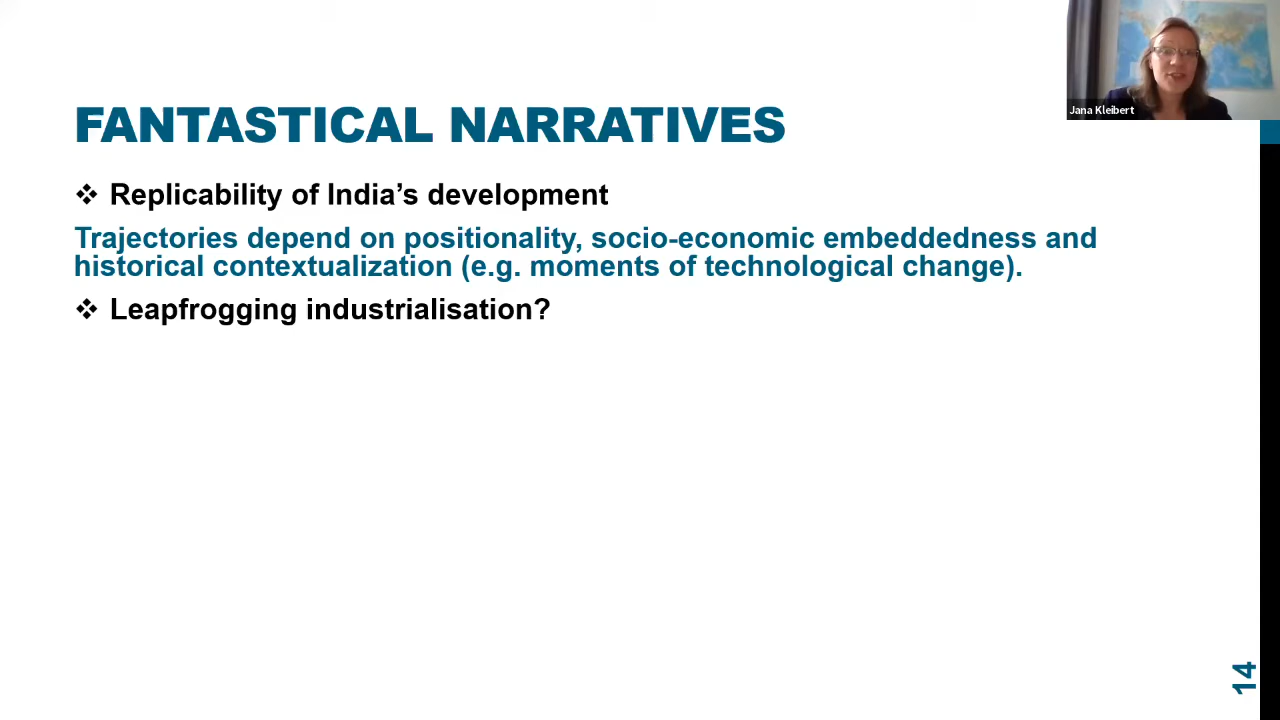 Jana Kleibert
FANTASTICAL NARRATIVES
❖ Replicability of India’s development
Trajectories depend on positionality, socio-economic embeddedness and
historical contextualization (e.g. moments of technological change).
❖ Leapfrogging industrialisation?
14